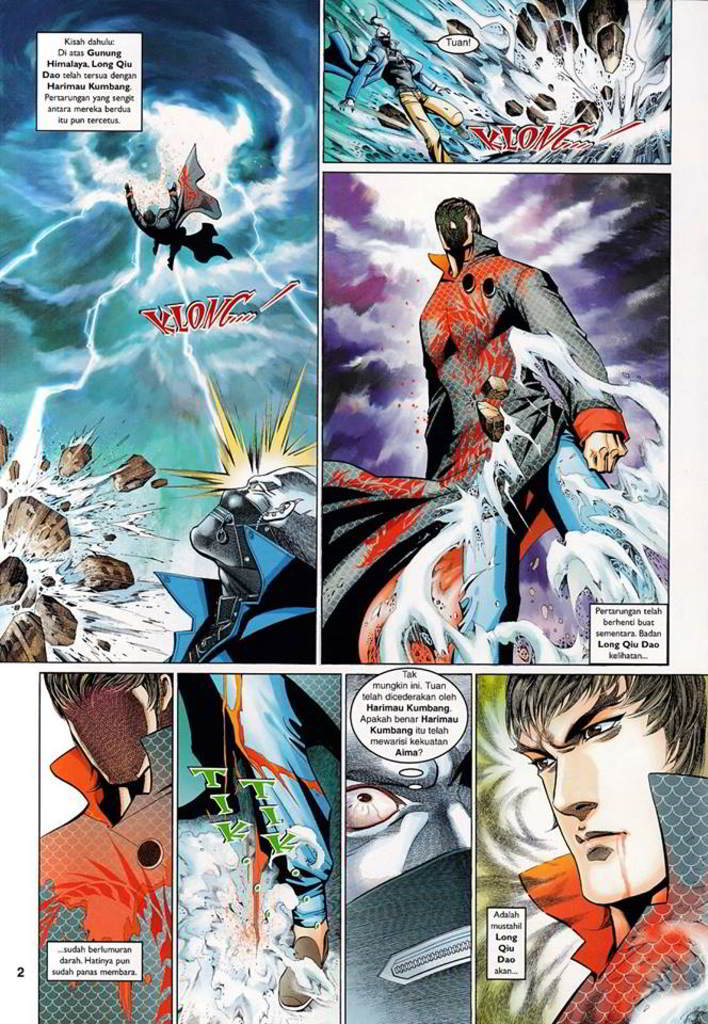 Kisah dahulu:
Di atas Gunung
Himalaya, Long Qiu
Dao telah tersua dengan
Harimau Kumbang.
Pertarungan yang sengit
antara mereka berdua
itu pun tercetus.
KLONG....
Tuan!
KLONG....
Pertarungan telah
berhenti buat
sementara. Badan
Long Qiu Dao
kelihatan...
...sudah berlumuran
darah. Hatinya pun
sudah panas membara.
TIK
TIK
Tak
mungkin ini. Tuan
telah dicederakan oleh
Harimau Kumbang.
Apakah benar Harimau
Kumbang itu telah
mewarisi kekuatan
Aima?
Adalah
mustahil
Long
Qiu
Dao
akan...
2